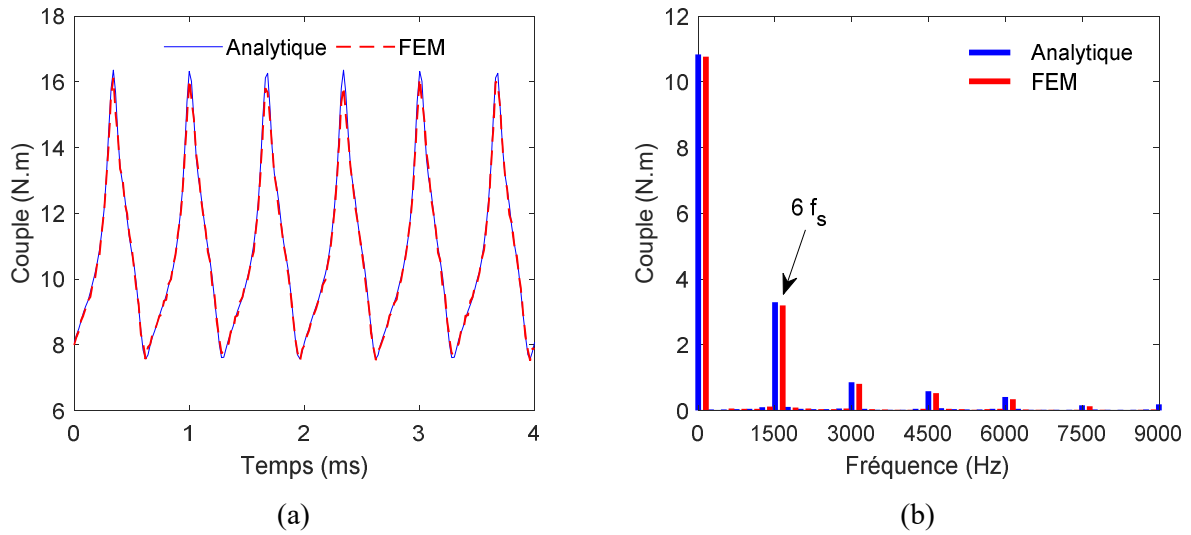 18
16
14
12
10
8
6
Couple (N.m)
Analytique
FEM
0
1
2
3
4
Temps (ms)
(a)
12
10
8
6
4
2
0
Couple (N.m)
Analytique
FEM
6 fs
0
1500
3000
4500
6000
7500
9000
Fréquence (Hz)
(b)